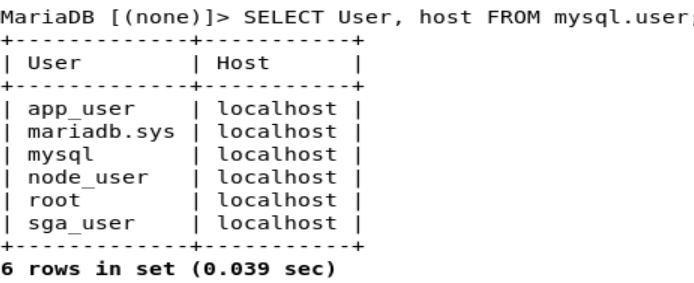 MariaDB [(none)]> SELECT User, host FROM mysql.user;
+-------------+-----------+
| User        | Host      |
+-------------+-----------+
| app_user    | localhost |
| mariadb.sys | localhost |
| mysql       | localhost |
| node_user   | localhost |
| root        | localhost |
| sga_user    | localhost |
+-------------+-----------+
6 rows in set (0.039 sec)